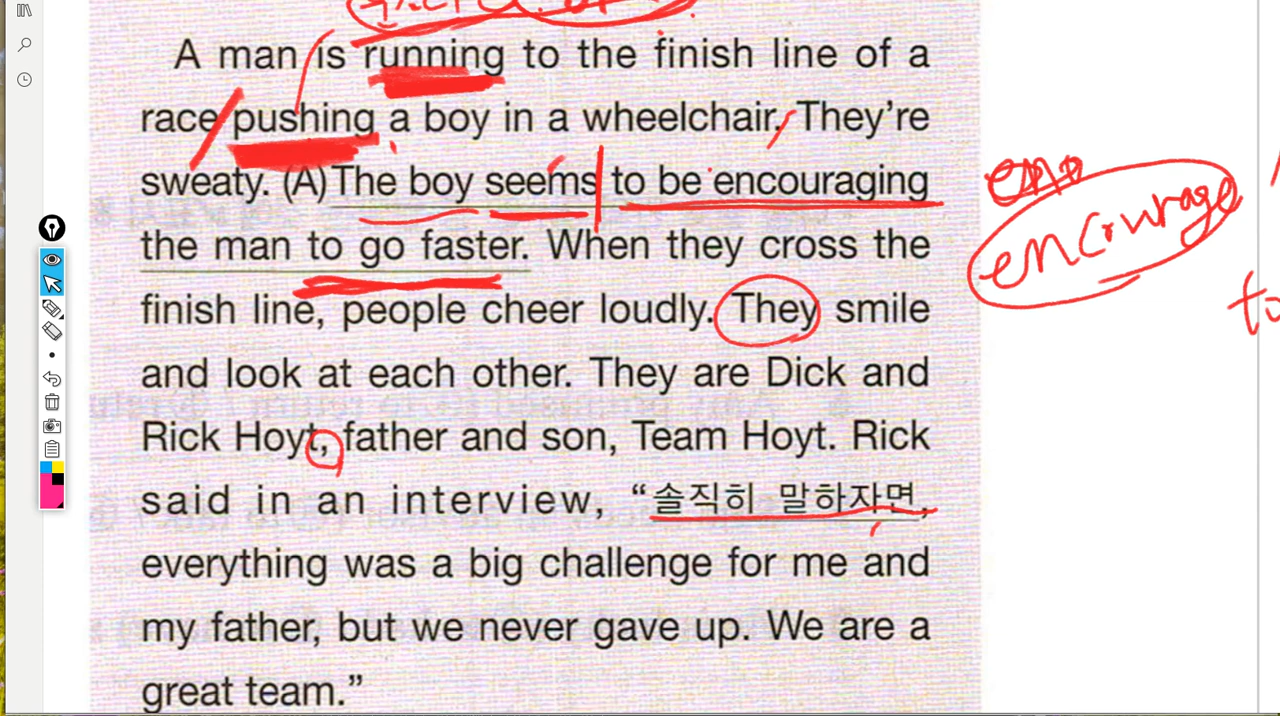 A man is running to the finish line of a
race pushing a boy in a wheelchair. They're
sweaty. (A) The boy seems to be encouraging
the man to go faster. When they cross the
finish line, people cheer loudly. They smile
and look at each other. They are Dick and
Rick Hoyt, father and son, Team Hoyt. Rick
said in an interview, “솔직히 말하자면,
everything was a big challenge for me and
my father, but we never gave up. We are a
great team.”
encourage
to